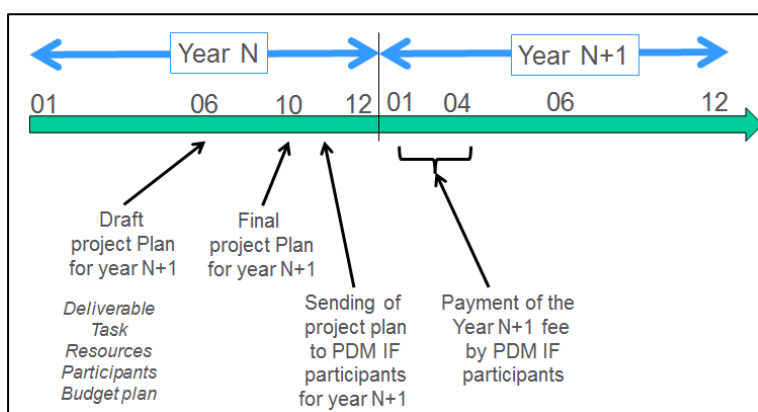 Year N
Year N+1
01 06 10 12 01 04 06 12
Draft
project Plan
for year N+1
Deliverable
Task
Resources
Participants
Budget plan
Final
project Plan
for year N+1
Sending of
project plan
to PDM IF
participants
for year N+1
Payment of the
Year N+1 fee
by PDM IF
participants